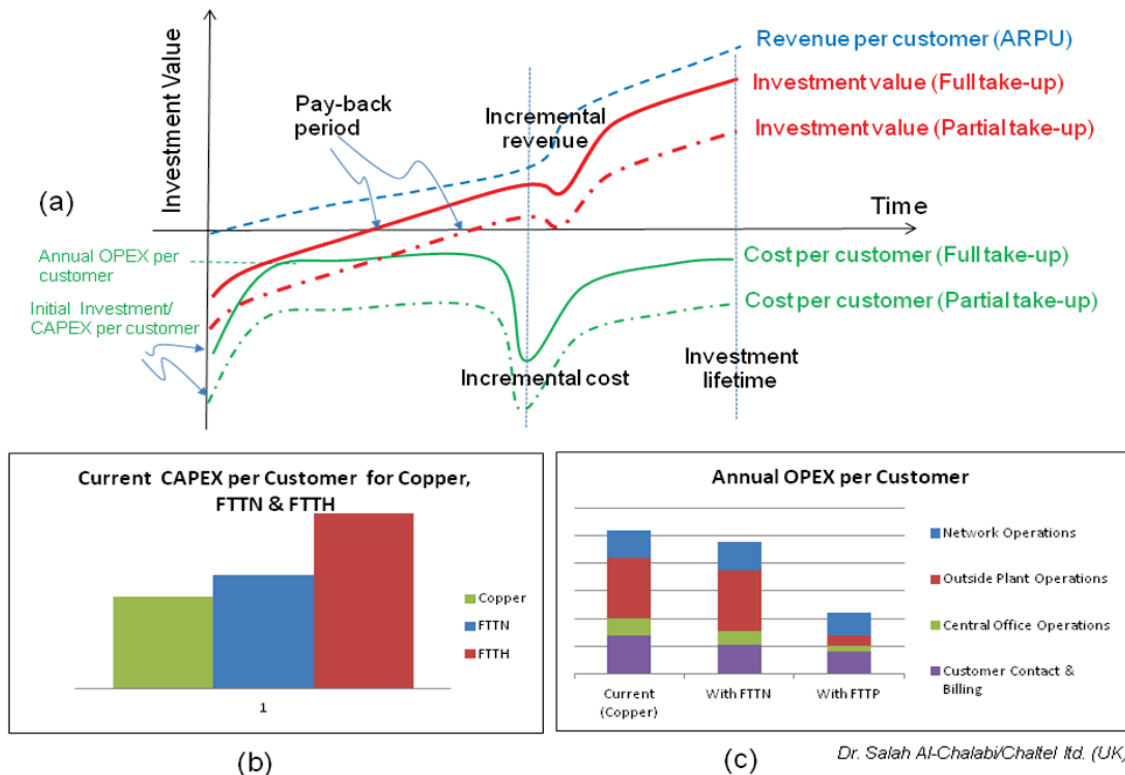 Investment Value
(a)
Pay-back
period
Incremental
revenue
Revenue per customer (ARPU)
Investment value (Full take-up)
Investment value (Partial take-up)
Time
Annual OPEX per
customer
Initial Investment/
CAPEX per customer
Cost per customer (Full take-up)
Cost per customer (Partial take-up)
Incremental cost
Investment
lifetime
Current CAPEX per Customer for Copper,
FTTN & FTTH
Copper
FTTN
FTTH
1
(b)
Annual OPEX per Customer
Network Operations
Outside Plant Operations
Central Office Operations
Customer Contact &
Billing
Current
(Copper)
With FTTN
With FTTP
(c)
Dr. Salah Al-Chalabi/Chaltel ltd. (UK)